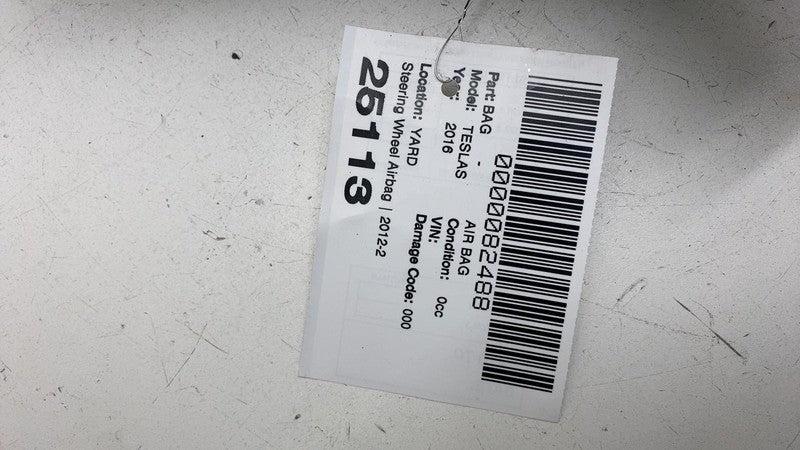 0000082488
Part: BAG - AIR BAG
Model: TESLAS Condition: 0cc
Year: 2016 VIN:
Damage Code: 000
Location: YARD
Steering Wheel Airbag | 2012-2
25113